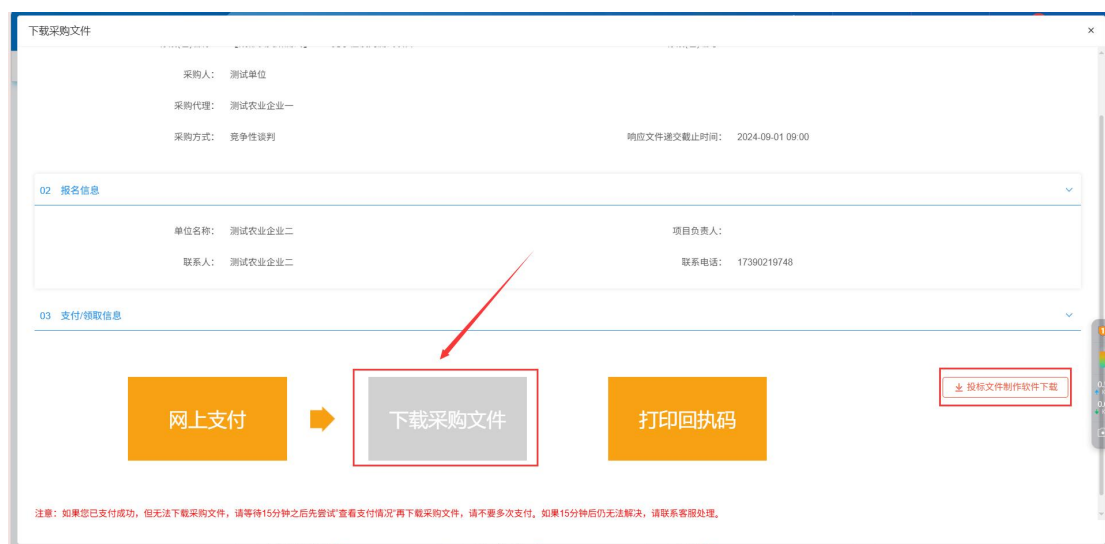 下载采购文件
×
采购人： 测试单位
采购代理： 测试农业企业一
采购方式： 竞争性谈判 响应文件递交截止时间： 2024-09-01 09:00
02 报名信息
单位名称： 测试农业企业二 项目负责人：
联系人： 测试农业企业二 联系电话： 17390219748
03 支付/领取信息
投标文件制作软件下载
网上支付 下载采购文件 打印回执码
注意：如果您已支付成功，但无法下载采购文件，请等待15分钟之后先尝试"查看支付情况"再下载采购文件，请不要多次支付。如果15分钟后仍无法解决，请联系客服处理。